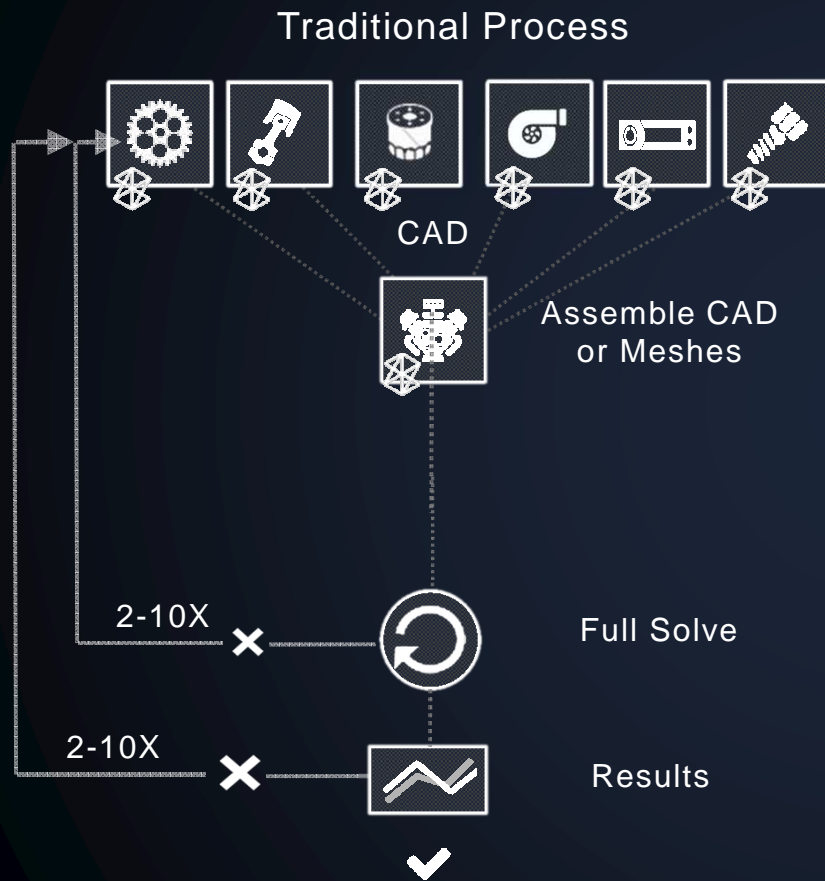 Traditional Process
CAD
Assemble CAD
or Meshes
2-10X
Full Solve
2-10X
Results